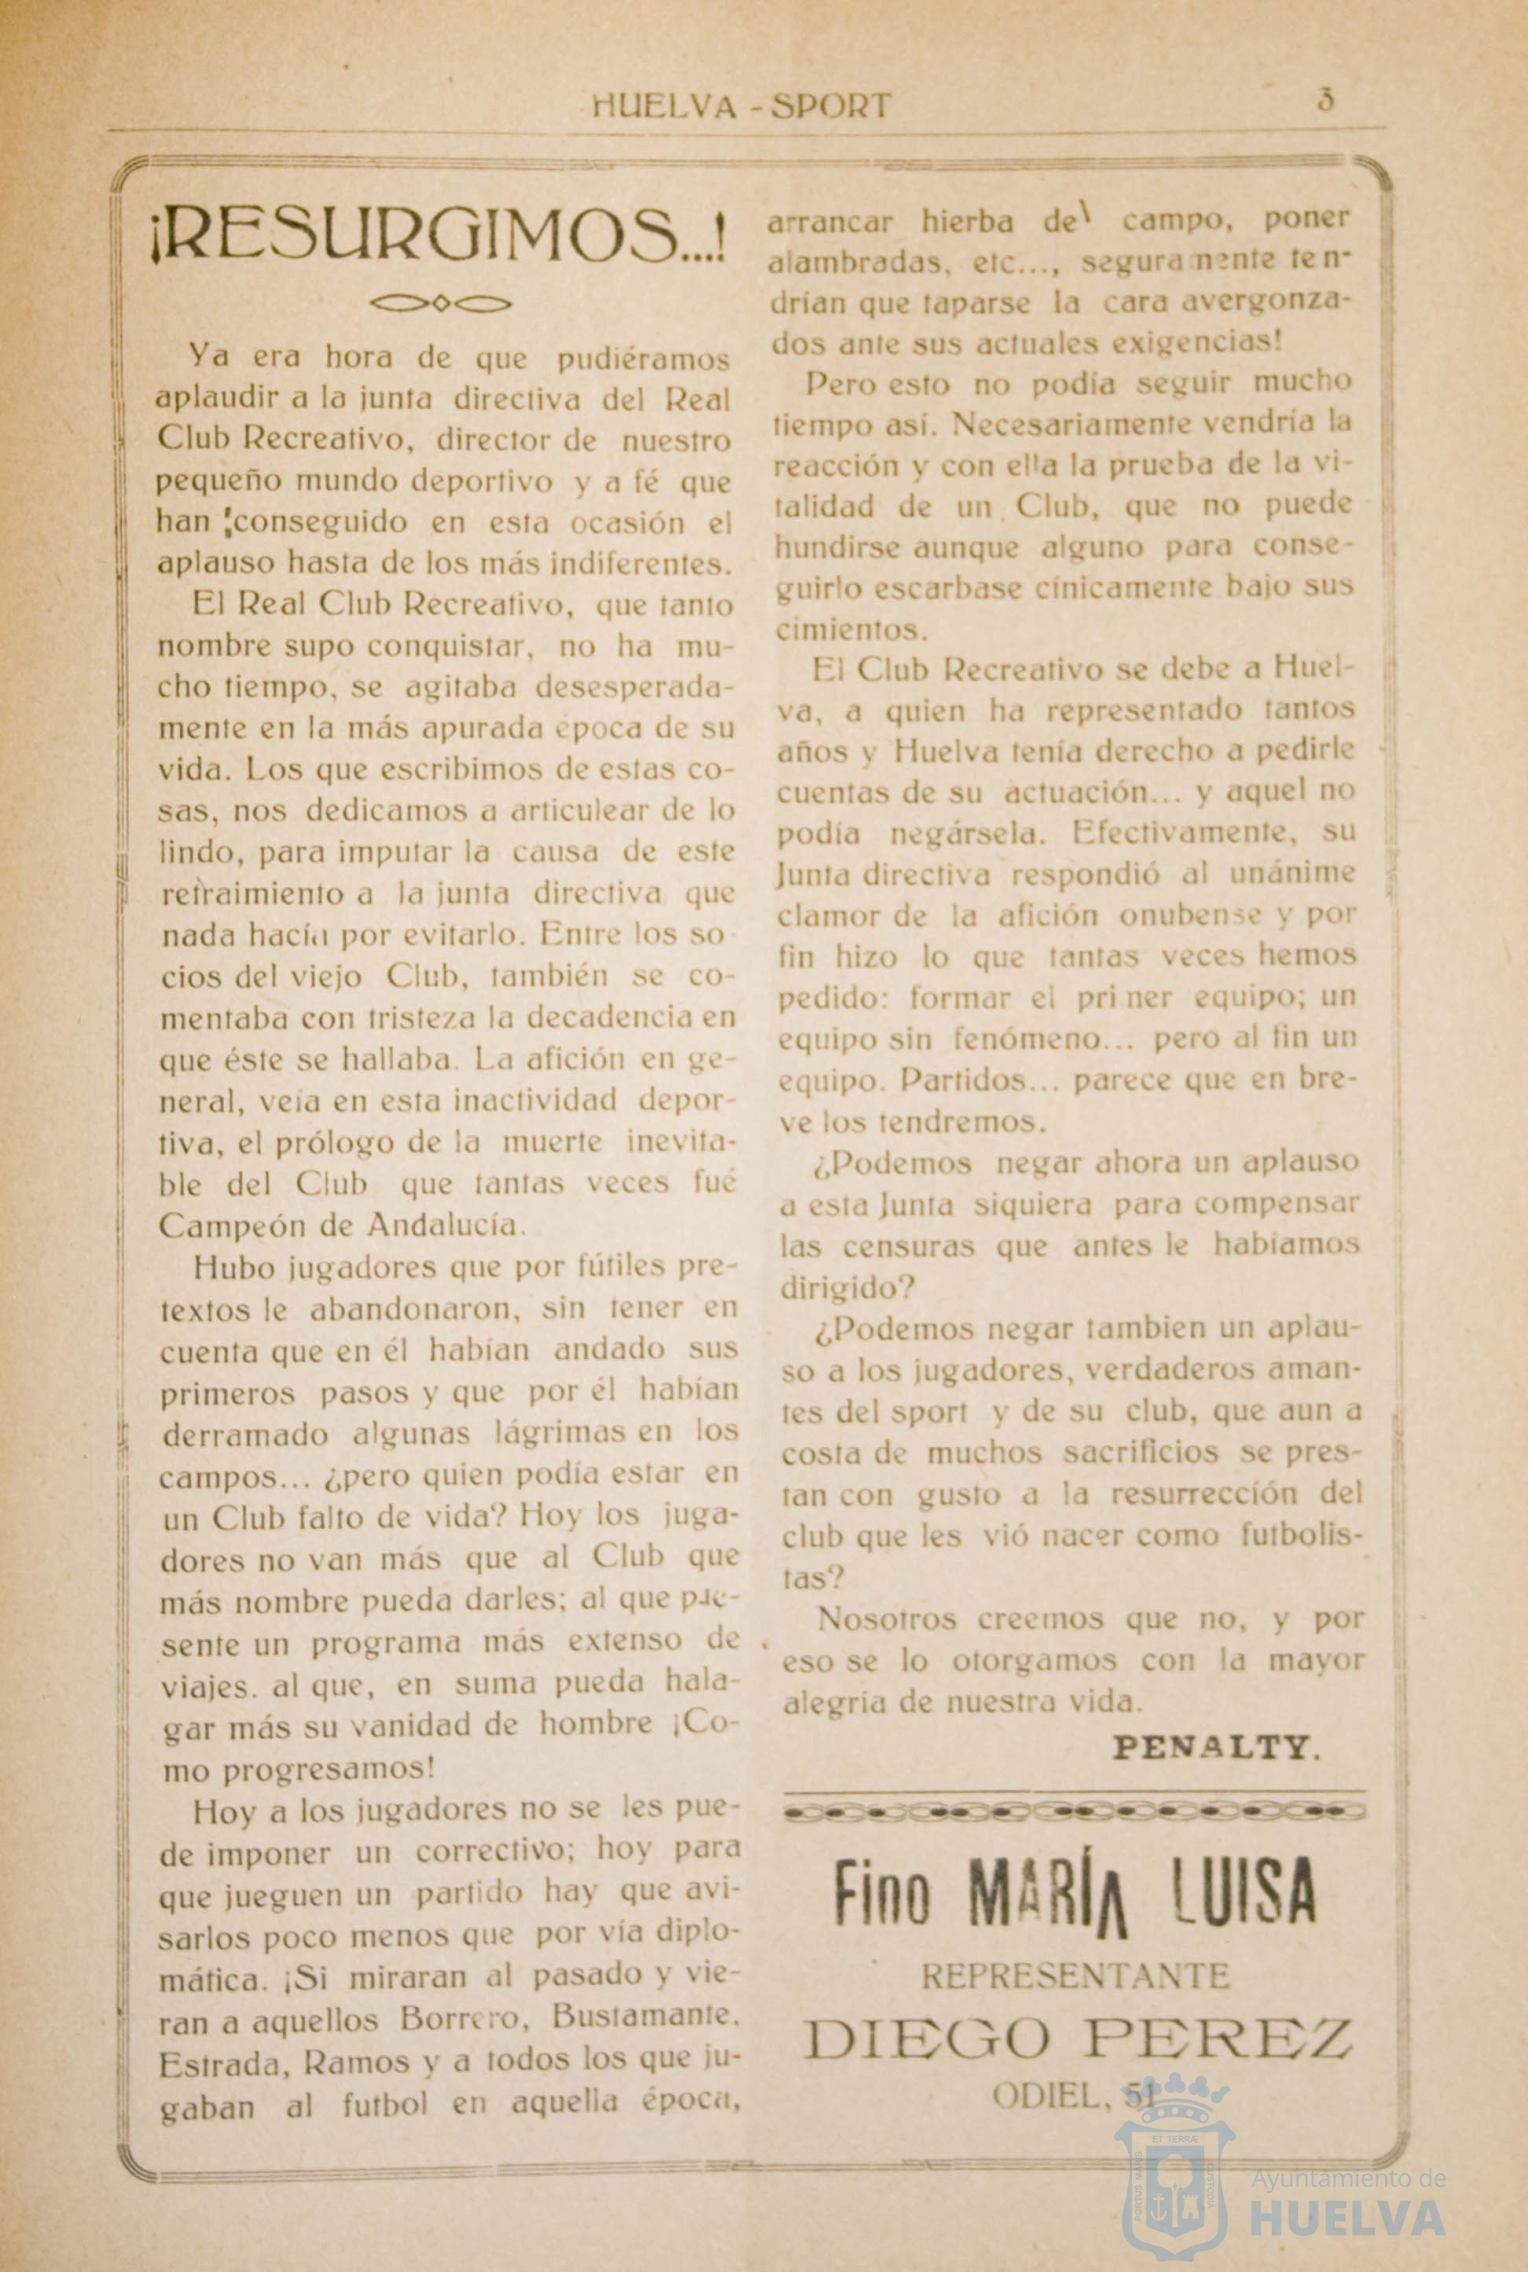 HUELVA - SPORT
3
¡RESURGIMOS...!
Ya era hora de que pudiéramos
aplaudir a la junta directiva del Real
Club Recreativo, director de nuestro
pequeño mundo deportivo y a fé que
han conseguido en esta ocasión el
aplauso hasta de los más indiferentes.
El Real Club Recreativo, que tanto
nombre supo conquistar, no ha mu-
cho tiempo, se agitaba desesperada-
mente en la más apurada época de su
vida. Los que escribimos de estas co-
sas, nos dedicamos a articulear de lo
lindo, para imputar la causa de este
retraimiento a la junta directiva que
nada hacía por evitarlo. Entre los so-
cios del viejo Club, también se co-
mentaba con tristeza la decadencia en
que éste se hallaba. La afición en ge-
neral, veía en esta inactividad depor-
tiva, el prólogo de la muerte inevita-
ble del Club que tantas veces fué
Campeón de Andalucía.
Hubo jugadores que por fútiles pre-
textos le abandonaron, sin tener en
cuenta que en él habían andado sus
primeros pasos y que por él habían
derramado algunas lágrimas en los
campos... ¿pero quien podía estar en
un Club falto de vida? Hoy los juga-
dores no van más que al Club que
más nombre pueda darles; al que pre-
sente un programa más extenso de
viajes. al que, en suma pueda hala-
gar más su vanidad de hombre ¡Co-
mo progresamos!
Hoy a los jugadores no se les pue-
de imponer un correctivo; hoy para
que jueguen un partido hay que avi-
sarlos poco menos que por vía diplo-
mática. ¡Si miraran al pasado y vie-
ran a aquellos Borrero, Bustamante,
Estrada, Ramos y a todos los que ju-
gaban al futbol en aquella época,
arrancar hierba del campo, poner
alambradas, etc..., seguramente ten-
drían que taparse la cara avergonza-
dos ante sus actuales exigencias!
Pero esto no podía seguir mucho
tiempo así. Necesariamente vendría la
reacción y con ella la prueba de la vi-
talidad de un Club, que no puede
hundirse aunque alguno para conse-
guirlo escarbase cínicamente bajo sus
cimientos.
El Club Recreativo se debe a Huel-
va, a quien ha representado tantos
años y Huelva tenía derecho a pedirle
cuentas de su actuación... y aquel no
podía negársela. Efectivamente, su
Junta directiva respondió al unánime
clamor de la afición onubense y por
fin hizo lo que tantas veces hemos
pedido: formar el primer equipo; un
equipo sin fenómeno... pero al fin un
equipo. Partidos... parece que en bre-
ve los tendremos.
¿Podemos negar ahora un aplauso
a esta Junta siquiera para compensar
las censuras que antes le habíamos
dirigido?
¿Podemos negar tambien un aplau-
so a los jugadores, verdaderos aman-
tes del sport y de su club, que aun a
costa de muchos sacrificios se pres-
tan con gusto a la resurrección del
club que les vió nacer como futbolis-
tas?
Nosotros creemos que no, y por
eso se lo otorgamos con la mayor
alegría de nuestra vida.
PENALTY.
Fino MARÍA LUISA
REPRESENTANTE
DIEGO PEREZ
ODIEL, 51
ET TERRÆ
PORTUS MARIS
CUSTODIA
Ayuntamiento de
HUELVA